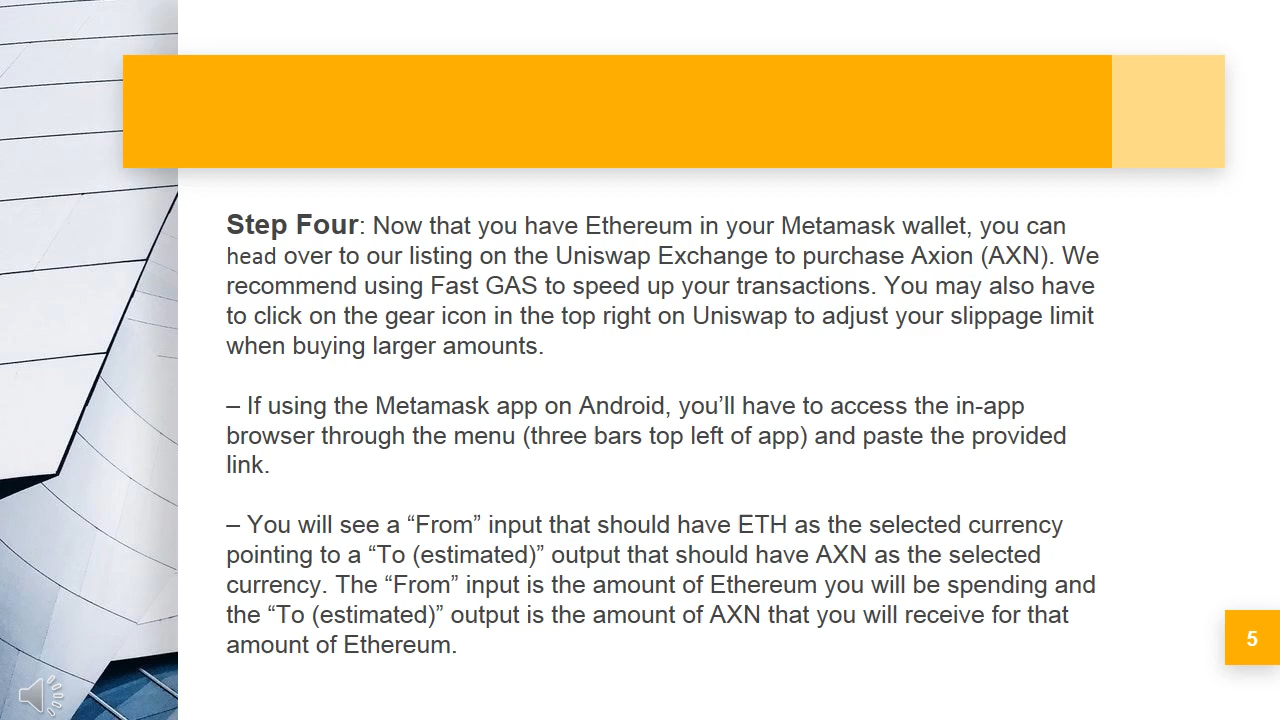 Step Four: Now that you have Ethereum in your Metamask wallet, you can
head over to our listing on the Uniswap Exchange to purchase Axion (AXN). We
recommend using Fast GAS to speed up your transactions. You may also have
to click on the gear icon in the top right on Uniswap to adjust your slippage limit
when buying larger amounts.
– If using the Metamask app on Android, you’ll have to access the in-app
browser through the menu (three bars top left of app) and paste the provided
link.
– You will see a “From” input that should have ETH as the selected currency
pointing to a “To (estimated)” output that should have AXN as the selected
currency. The “From” input is the amount of Ethereum you will be spending and
the “To (estimated)” output is the amount of AXN that you will receive for that
amount of Ethereum.
5